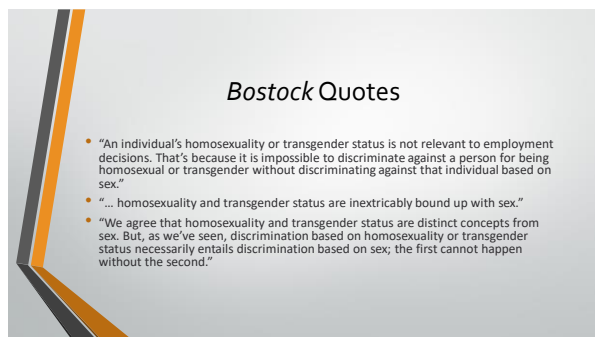 Bostock Quotes
• “An individual’s homosexuality or transgender status is not relevant to employment
decisions. That’s because it is impossible to discriminate against a person for being
homosexual or transgender without discriminating against that individual based on
sex.”
• “… homosexuality and transgender status are inextricably bound up with sex.”
• “We agree that homosexuality and transgender status are distinct concepts from
sex. But, as we’ve seen, discrimination based on homosexuality or transgender
status necessarily entails discrimination based on sex; the first cannot happen
without the second.”